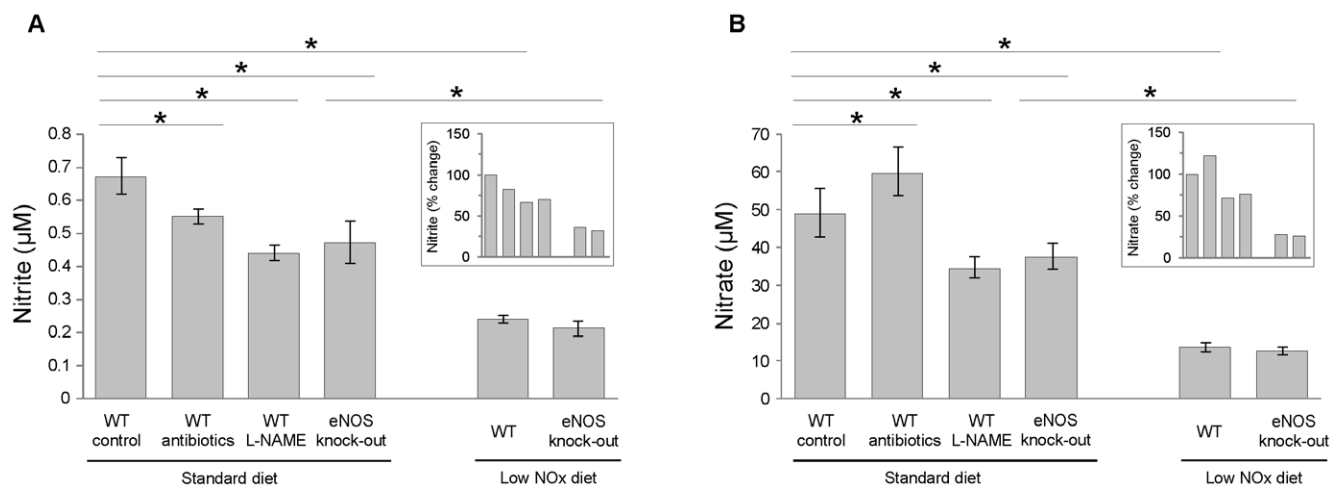 A
*
*
*
*
*
Nitrite (µM)
0.8
0.7
0.6
0.5
0.4
0.3
0.2
0.1
0
Nitrite (% change)
150
100
50
0
WT
control
WT
antibiotics
WT
L-NAME
eNOS
knock-out
WT
eNOS
knock-out
Standard diet
Low NOx diet
B
*
*
*
*
*
Nitrate (µM)
70
60
50
40
30
20
10
0
Nitrate (% change)
150
100
50
0
WT
control
WT
antibiotics
WT
L-NAME
eNOS
knock-out
WT
eNOS
knock-out
Standard diet
Low NOx diet